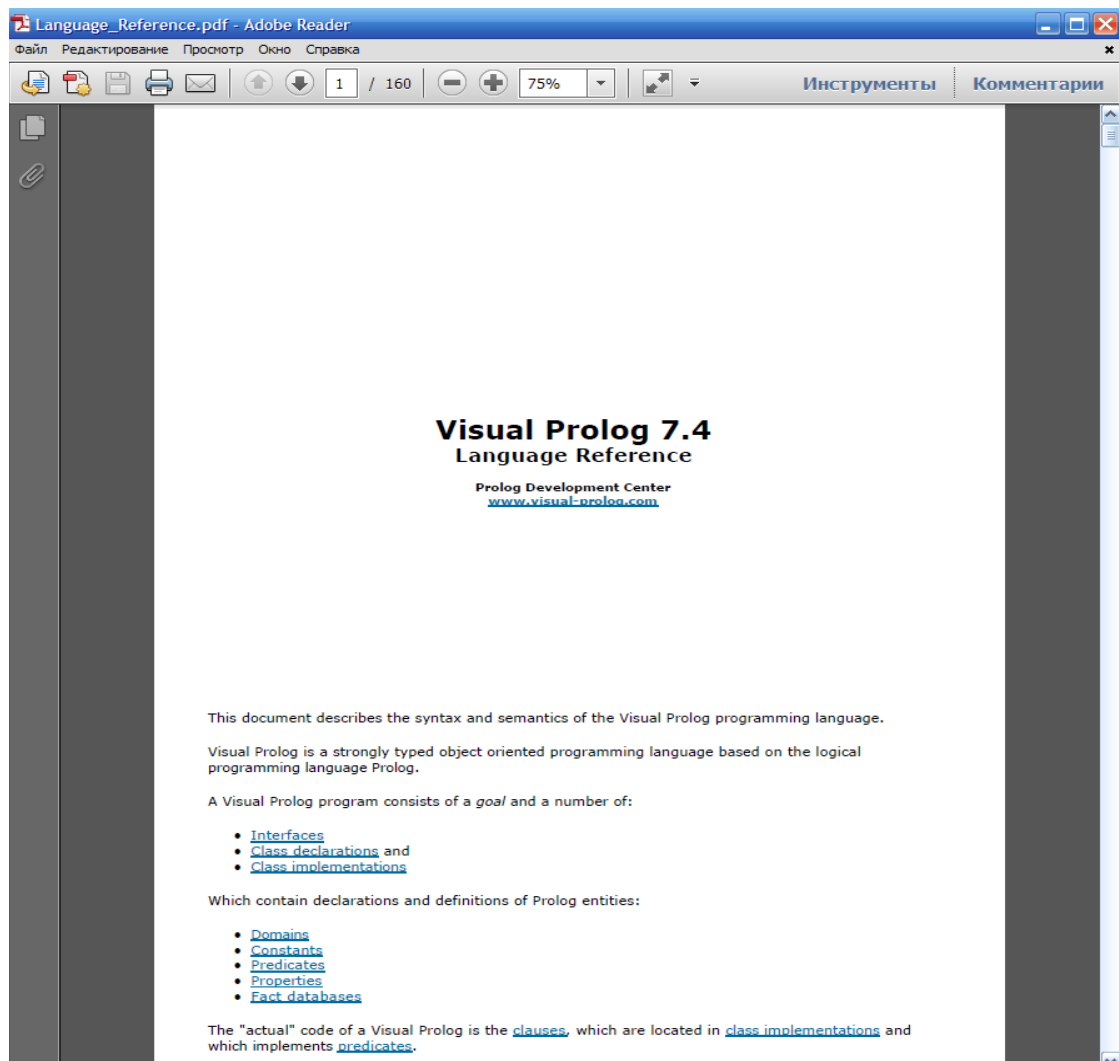 Language_Reference.pdf - Adobe Reader
Файл Редактирование Просмотр Окно Справка
1 / 160 75% Инструменты Комментарии
Visual Prolog 7.4
Language Reference
Prolog Development Center
www.visual-prolog.com
This document describes the syntax and semantics of the Visual Prolog programming language.
Visual Prolog is a strongly typed object oriented programming language based on the logical
programming language Prolog.
A Visual Prolog program consists of a goal and a number of:
• Interfaces
• Class declarations and
• Class implementations
Which contain declarations and definitions of Prolog entities:
• Domains
• Constants
• Predicates
• Properties
• Fact databases
The "actual" code of a Visual Prolog is the clauses, which are located in class implementations and
which implements predicates.